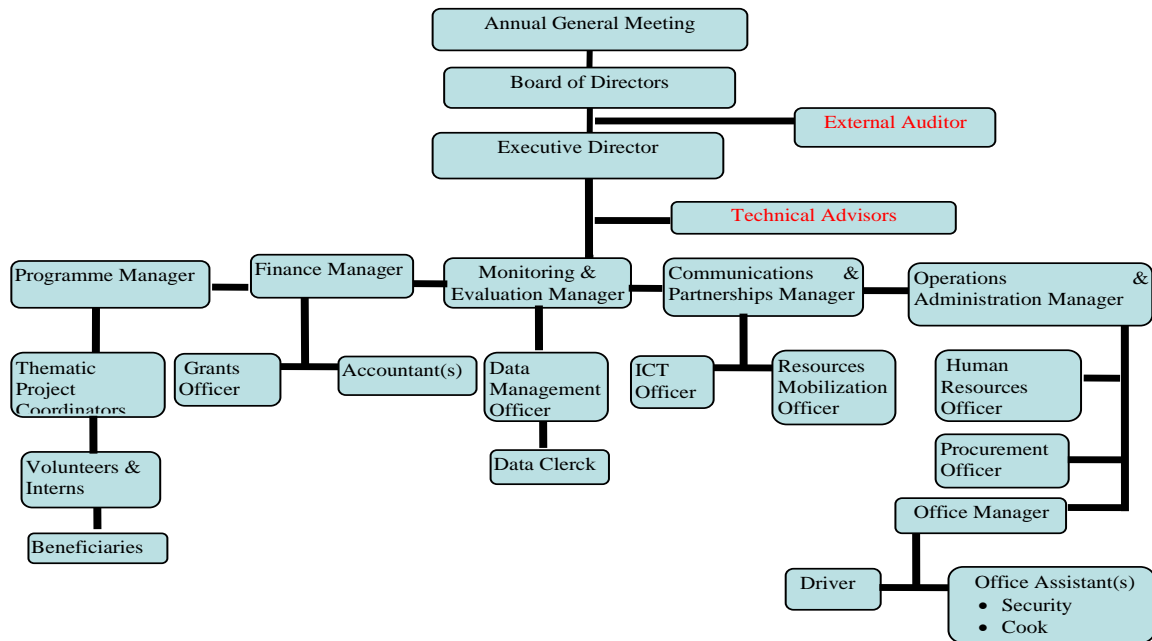 Annual General Meeting
Board of Directors
External Auditor
Executive Director
Technical Advisors
Programme Manager
Finance Manager
Monitoring &
Evaluation Manager
Communications &
Partnerships Manager
Operations &
Administration Manager
Thematic
Project
Coordinators
Grants
Officer
Accountant(s)
Data
Management
Officer
ICT
Officer
Resources
Mobilization
Officer
Human
Resources
Officer
Volunteers &
Interns
Data Clerck
Procurement
Officer
Beneficiaries
Office Manager
Driver
Office Assistant(s)
• Security
• Cook